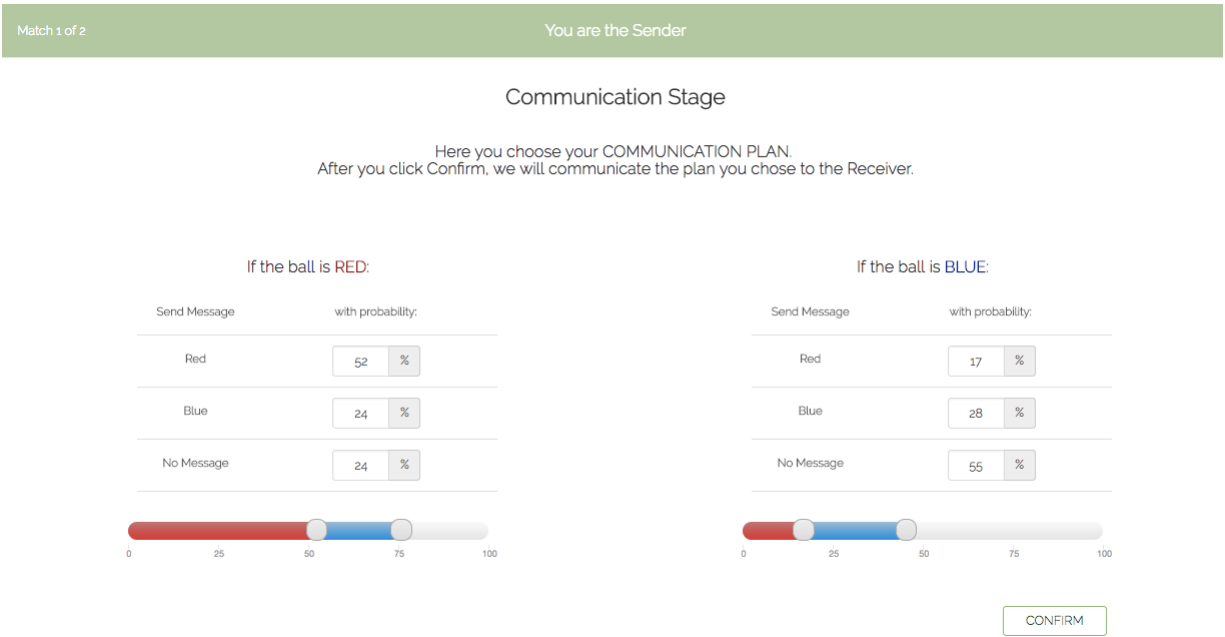 Match 1 of 2
You are the Sender
Communication Stage
Here you choose your COMMUNICATION PLAN.
After you click Confirm, we will communicate the plan you chose to the Receiver.
If the ball is RED:
Send Message with probability:
Red 52 %
Blue 24 %
No Message 24 %
0 25 50 75 100
If the ball is BLUE:
Send Message with probability:
Red 17 %
Blue 28 %
No Message 55 %
0 25 50 75 100
CONFIRM